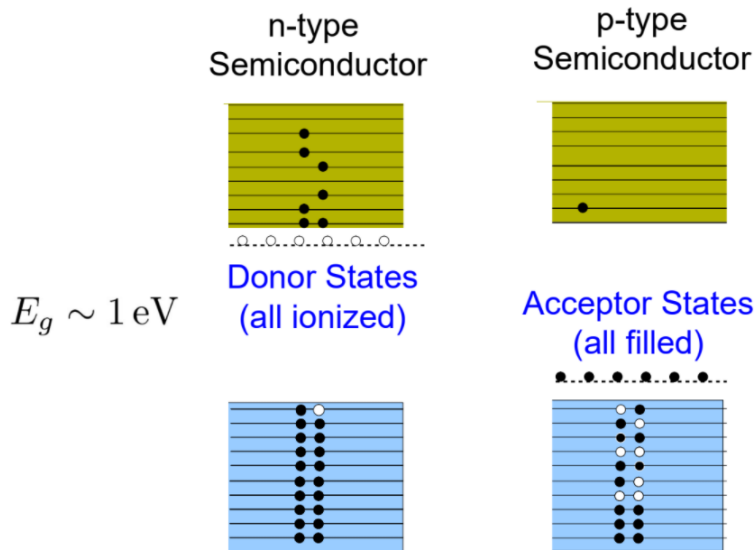 n-type
Semiconductor
p-type
Semiconductor
Donor States
(all ionized)
E_g ∼ 1 eV
Acceptor States
(all filled)